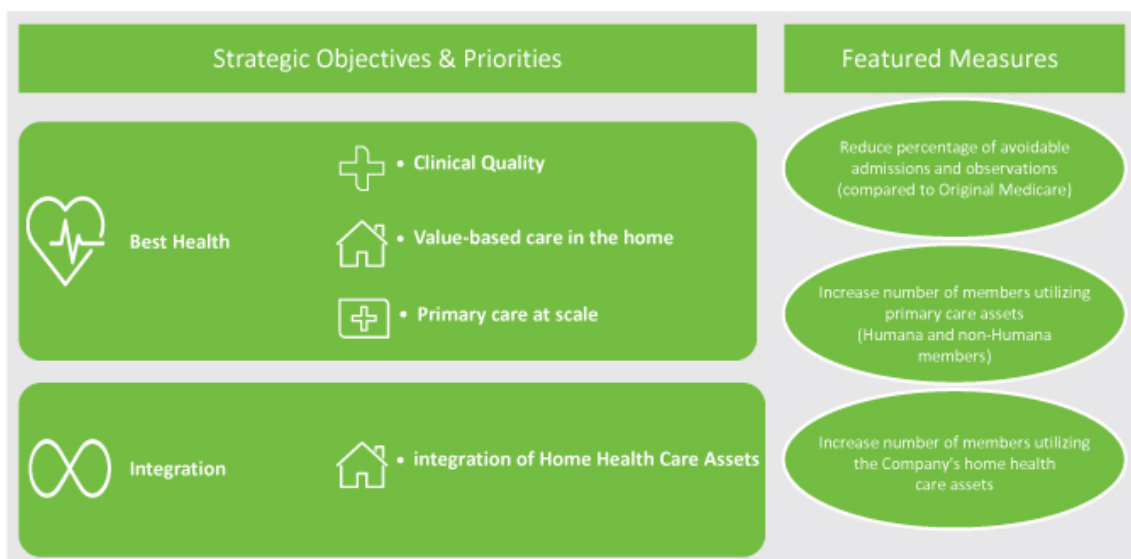 Strategic Objectives & Priorities
Featured Measures
Best Health
• Clinical Quality
• Value-based care in the home
• Primary care at scale
Reduce percentage of avoidable
admissions and observations
(compared to Original Medicare)
Increase number of members utilizing
primary care assets
(Humana and non-Humana
members)
Integration
• integration of Home Health Care Assets
Increase number of members utilizing
the Company's home health
care assets